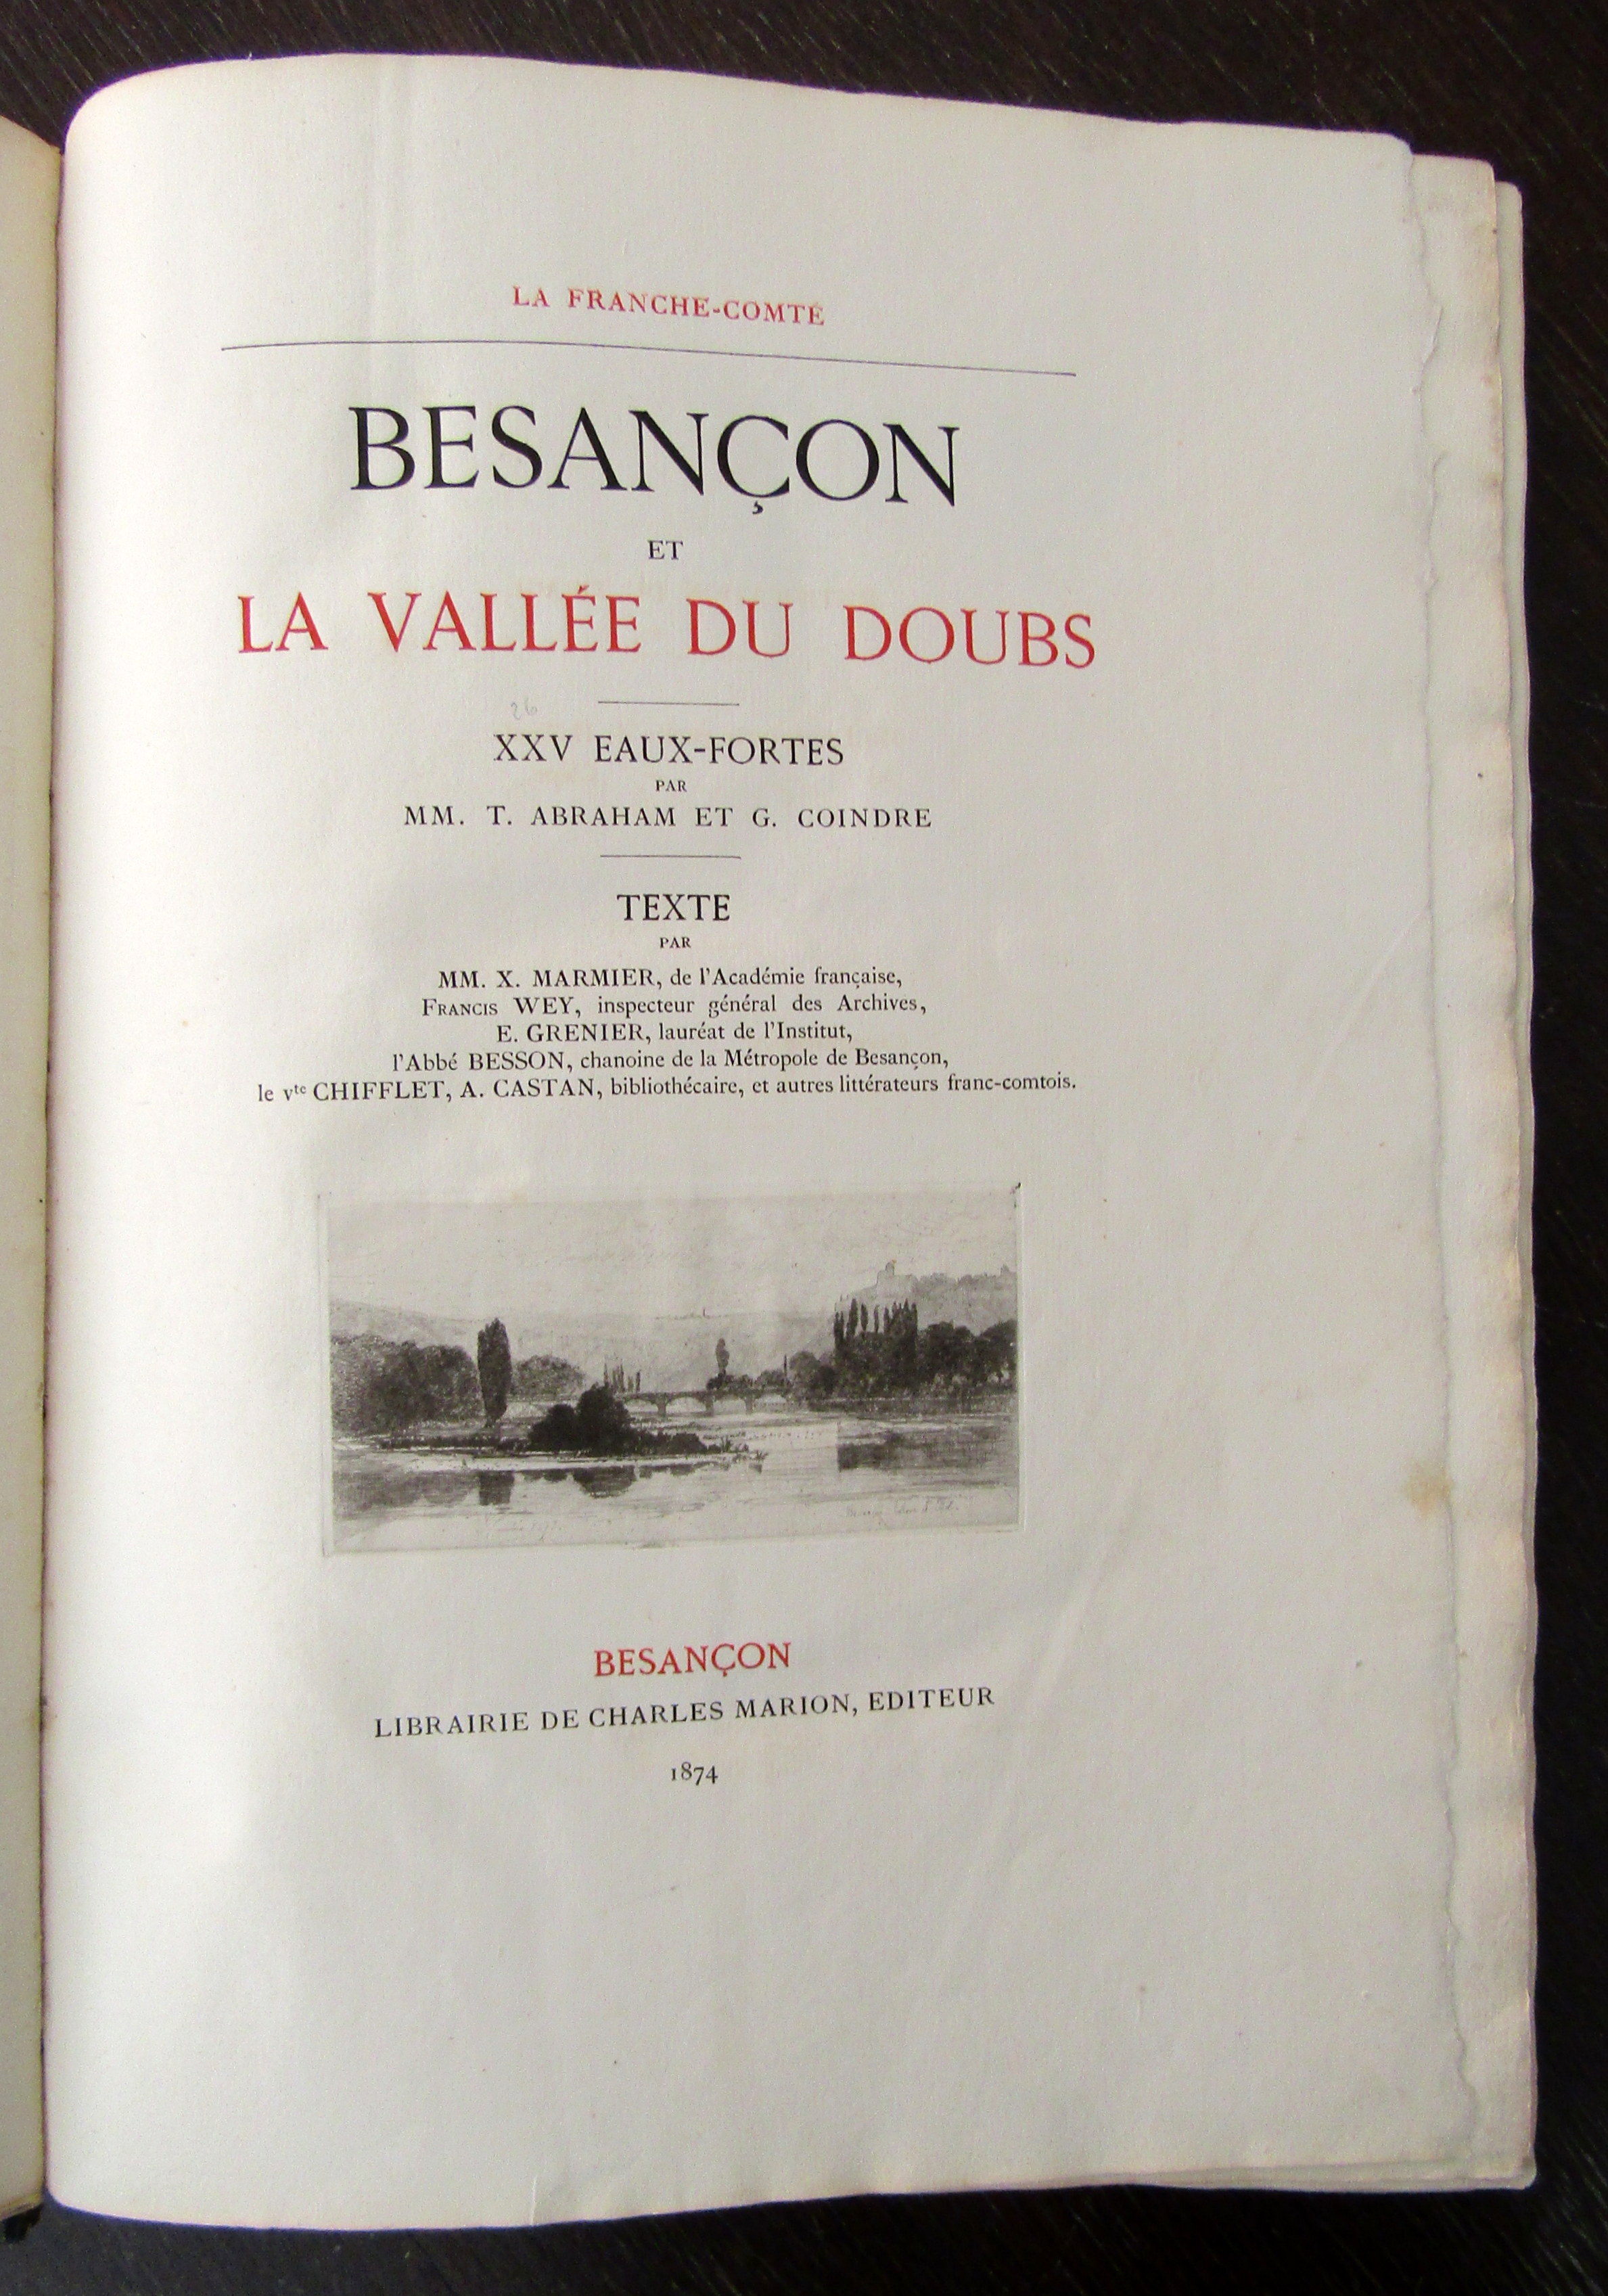 LA FRANCHE-COMTÉ
BESANÇON
ET
LA VALLÉE DU DOUBS
26
XXV EAUX-FORTES
PAR
MM. T. ABRAHAM ET G. COINDRE
TEXTE
PAR
MM. X. MARMIER, de l'Académie française,
FRANCIS WEY, inspecteur général des Archives,
E. GRENIER, lauréat de l'Institut,
l'Abbé BESSON, chanoine de la Métropole de Besançon,
le vte CHIFFLET, A. CASTAN, bibliothécaire, et autres littérateurs franc-comtois.
BESANÇON
LIBRAIRIE DE CHARLES MARION, EDITEUR
1874